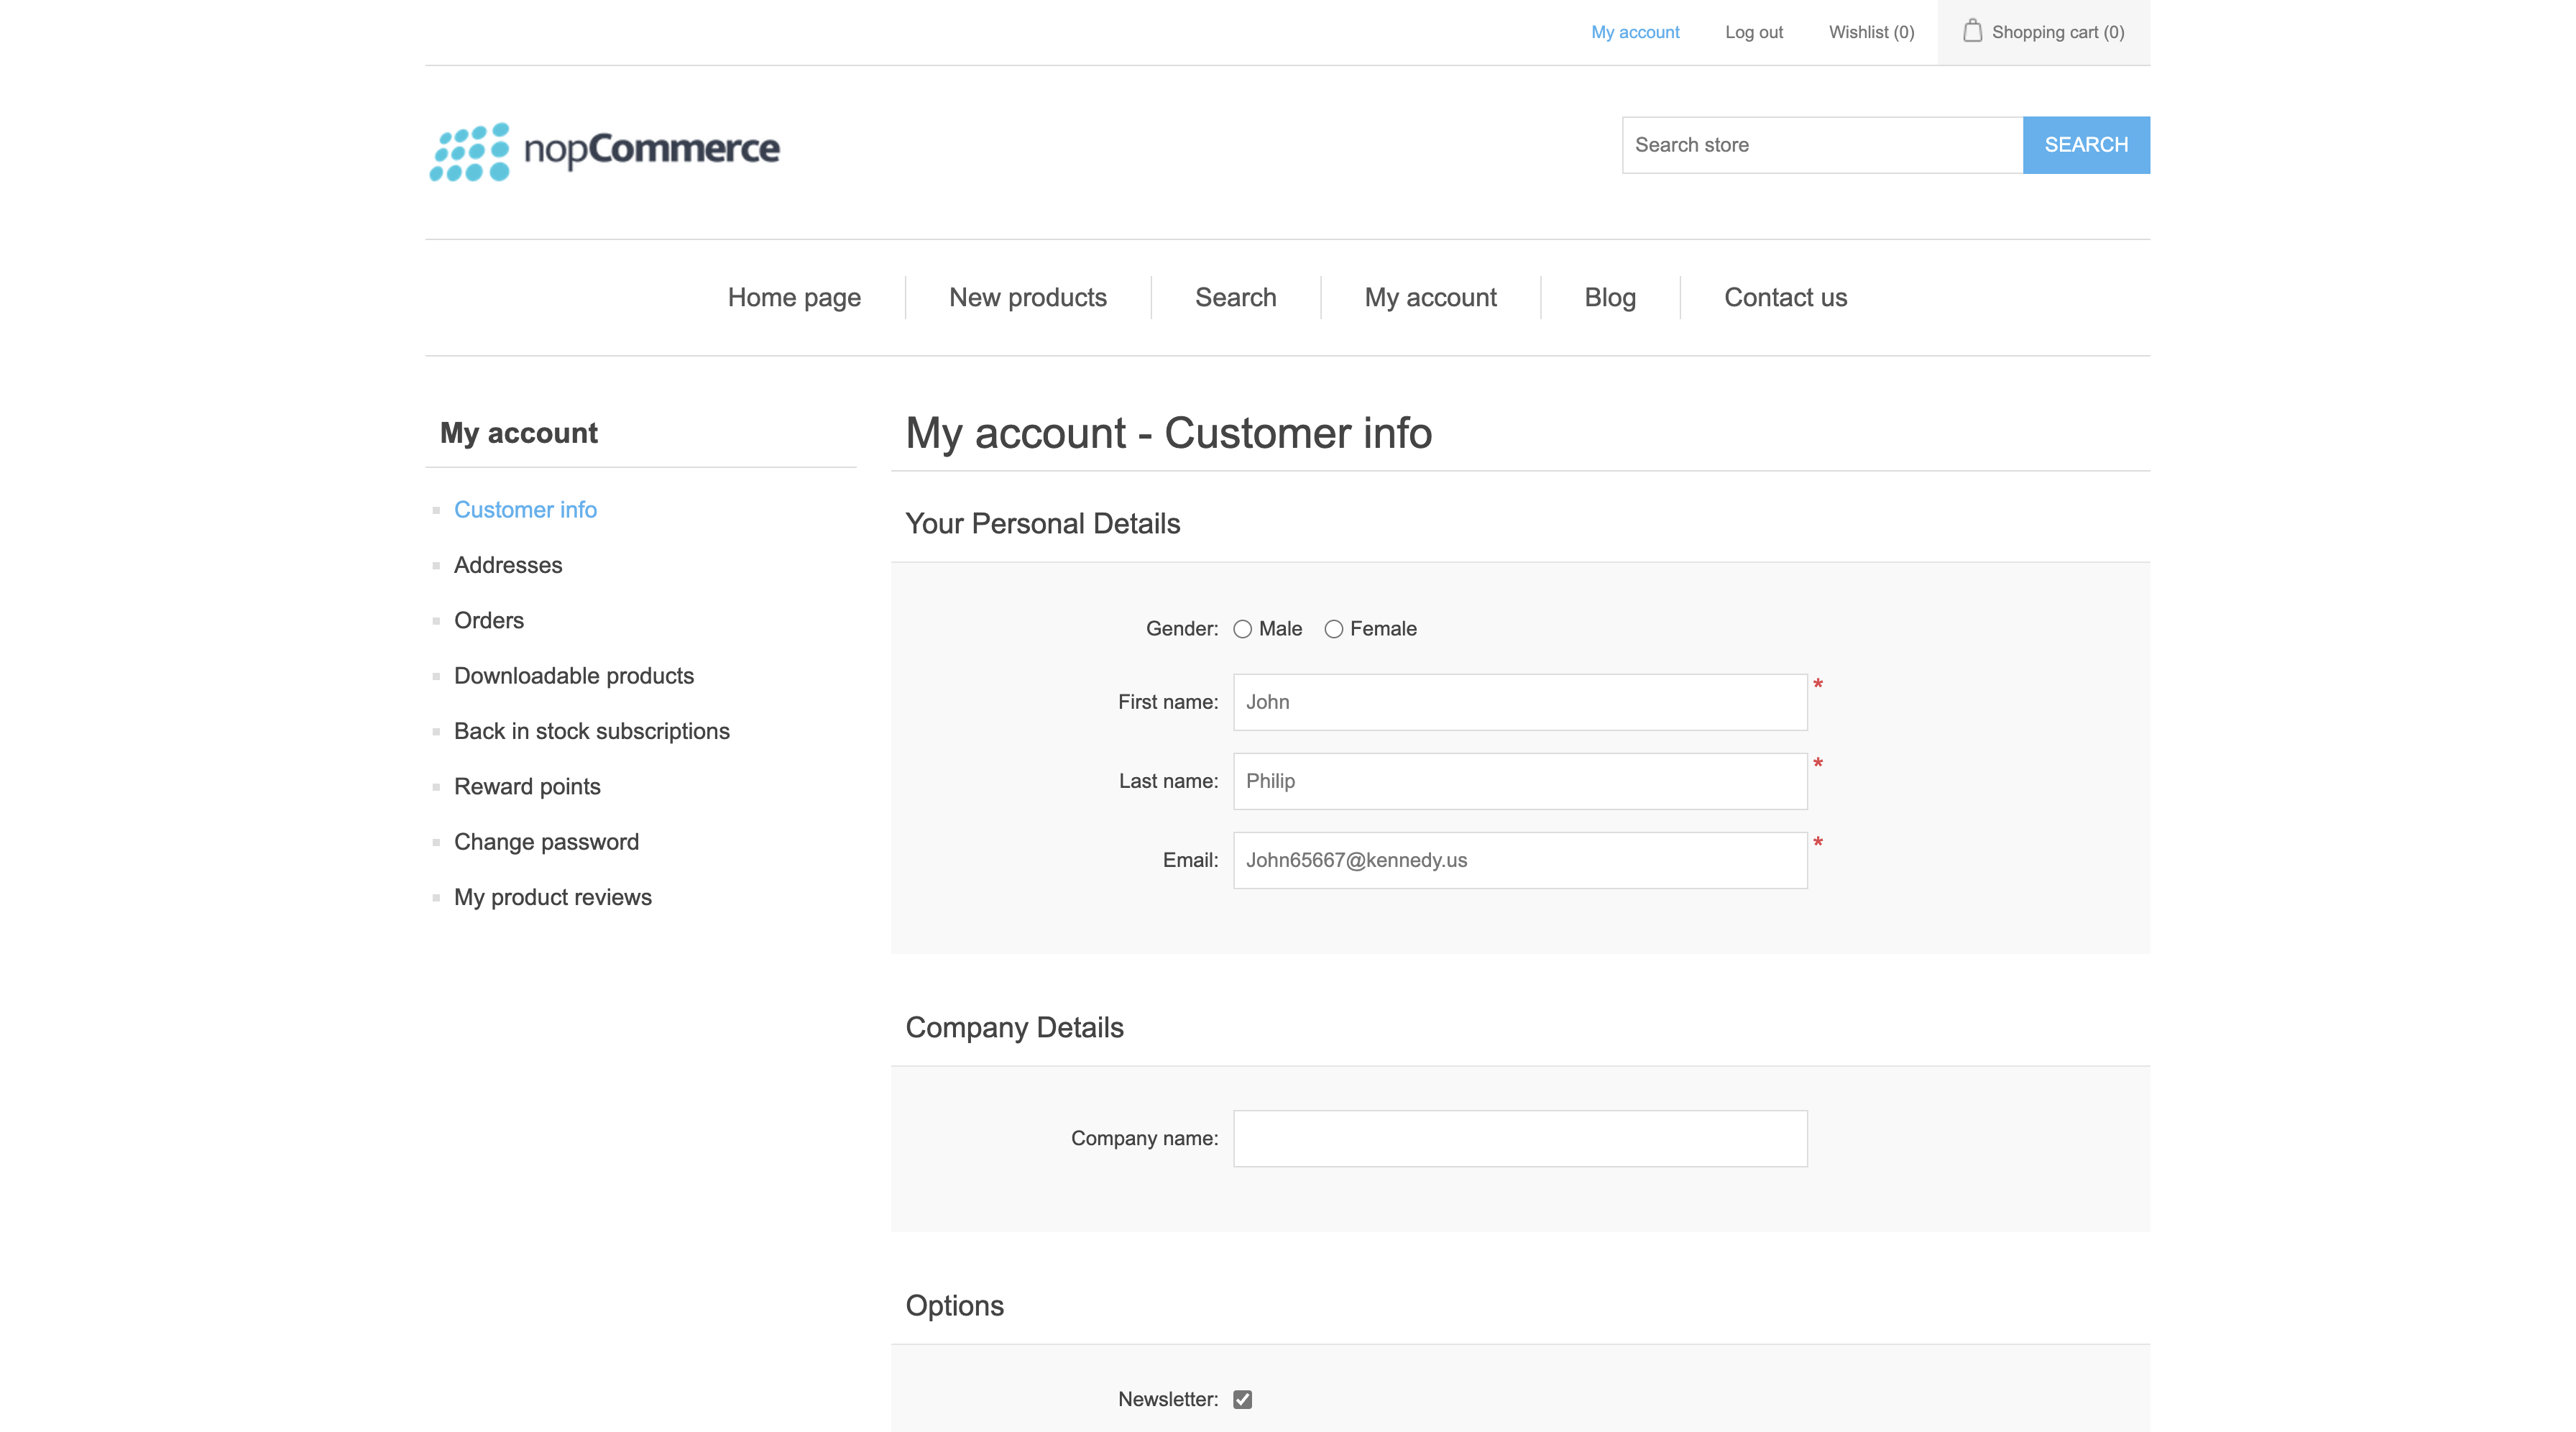 My account Log out Wishlist (0) Shopping cart (0)
nopCommerce
Search store SEARCH
Home page New products Search My account Blog Contact us
My account
Customer info
Addresses
Orders
Downloadable products
Back in stock subscriptions
Reward points
Change password
My product reviews
My account - Customer info
Your Personal Details
Gender: Male Female
First name: John *
Last name: Philip *
Email: John65667@kennedy.us *
Company Details
Company name:
Options
Newsletter: